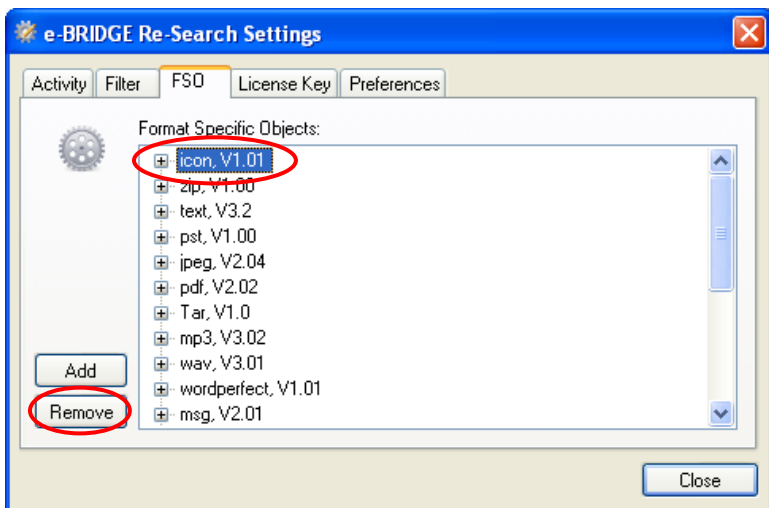 e-BRIDGE Re-Search Settings
Activity Filter FSO License Key Preferences
Format Specific Objects:
icon, V1.01
zip, V1.00
text, V3.2
pst, V1.00
jpeg, V2.04
pdf, V2.02
Tar, V1.0
mp3, V3.02
wav, V3.01
wordperfect, V1.01
msg, V2.01
Add
Remove
Close